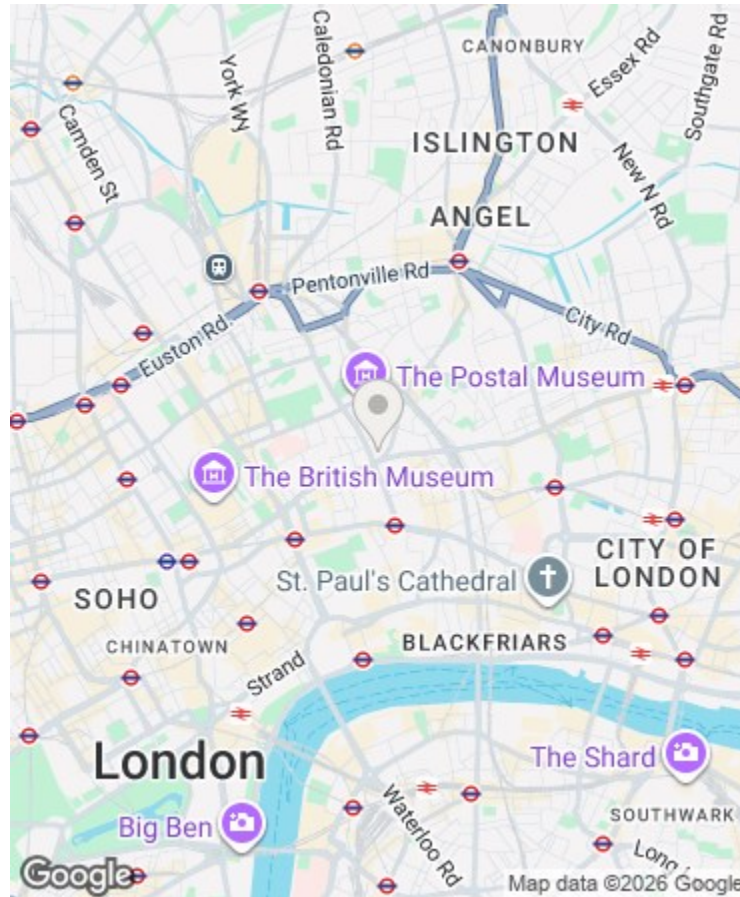 CANONBURY
Essex Rd
Southgate Rd
Caledonian Rd
York WY
Camden St
ISLINGTON
New N Rd
ANGEL
Pentonville Rd
City Rd
Euston Rd
The Postal Museum
The British Museum
CITY OF
LONDON
St. Paul's Cathedral
SOHO
CHINATOWN
BLACKFRIARS
Strand
London
The Shard
Big Ben
Waterloo Rd
SOUTHWARK
Long
Google
Map data ©2026 Google